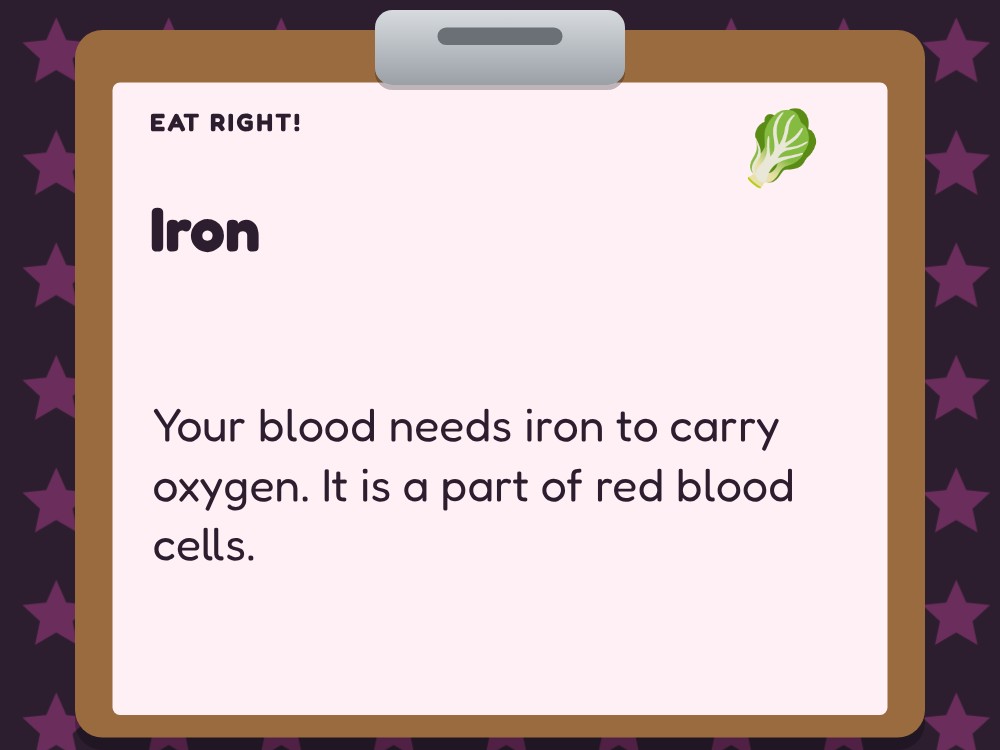 EAT RIGHT!
Iron
Your blood needs iron to carry
oxygen. It is a part of red blood
cells.